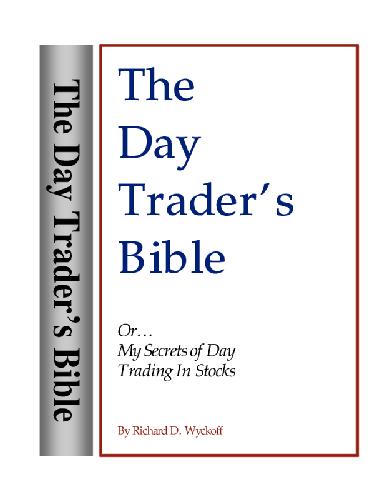 The Day Trader's Bible
The
Day
Trader's
Bible
Or…
My Secrets of Day
Trading In Stocks
By Richard D. Wyckoff